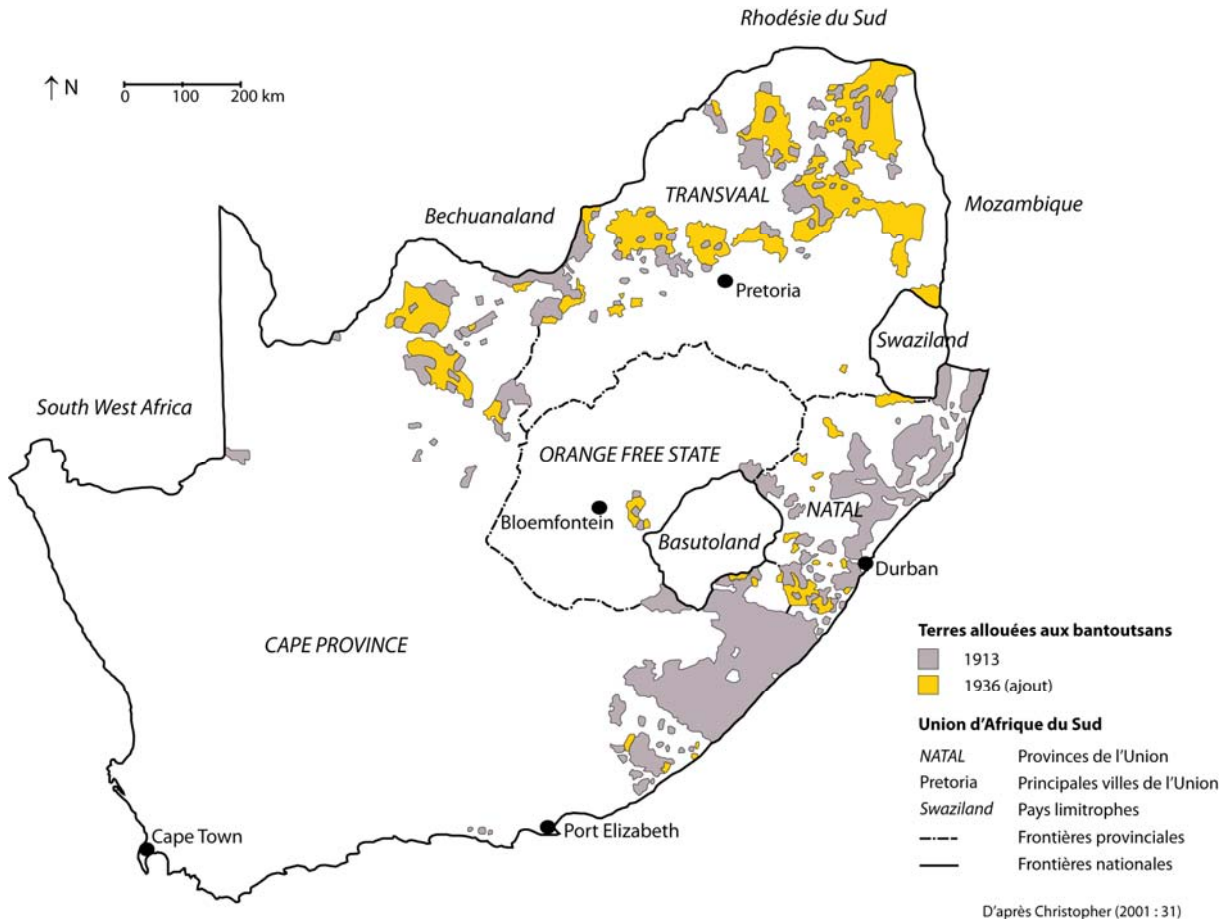 Rhodésie du Sud
↑ N
0 100 200 km
TRANSVAAL
Bechuanaland
Mozambique
Pretoria
Swaziland
South West Africa
ORANGE FREE STATE
Bloemfontein
NATAL
Basutoland
Durban
CAPE PROVINCE
Cape Town
Port Elizabeth
Terres allouées aux bantoutsans
1913
1936 (ajout)
Union d'Afrique du Sud
NATAL Provinces de l'Union
Pretoria Principales villes de l'Union
Swaziland Pays limitrophes
Frontières provinciales
Frontières nationales
D'après Christopher (2001 : 31)